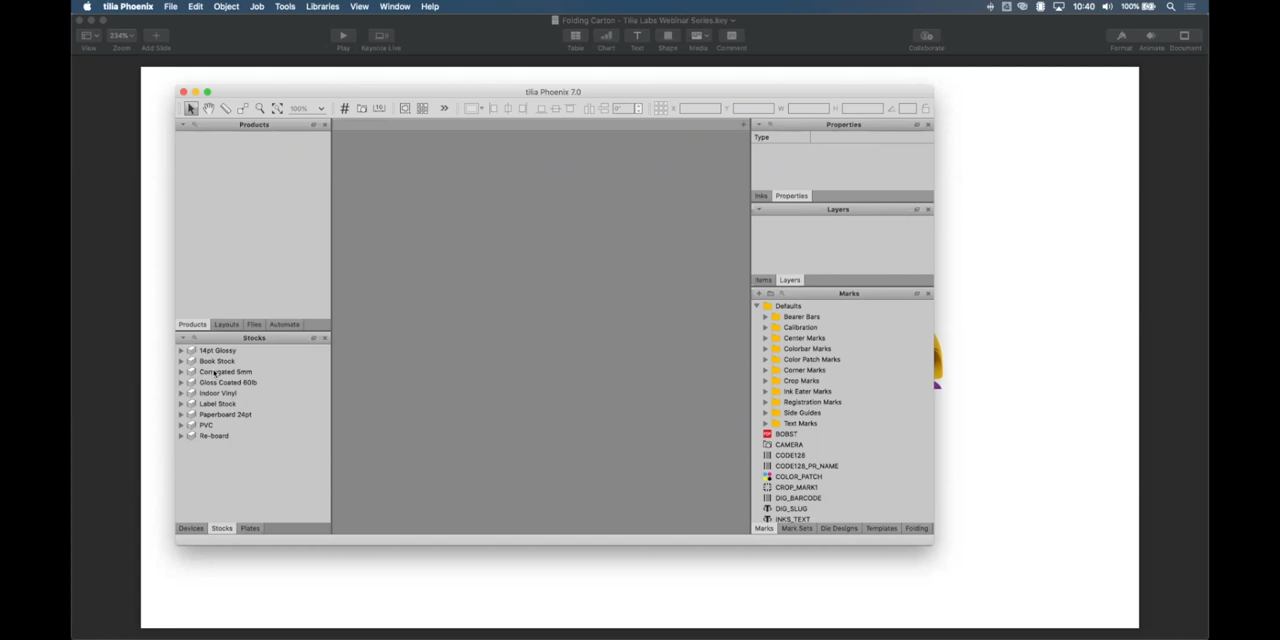 tilia Phoenix File Edit Object Job Tools Libraries View Window Help 10:40 100%
Folding Carton - Tilia Labs Webinar Series.key
234%
View Zoom Add Slide Play Keynote Live Table Chart Text Shape Media Comment Collaborate Format Animate Document
tilia Phoenix 7.0
100% 0° X Y W H
Products
Properties
Type
Inks Properties
Layers
Items Layers
Marks
Defaults
Bearer Bars
Calibration
Center Marks
Colorbar Marks
Color Patch Marks
Corner Marks
Crop Marks
Ink Eater Marks
Registration Marks
Side Guides
Text Marks
BOBST
CAMERA
CODE128
CODE128_PR_NAME
COLOR_PATCH
CROP_MARK1
DIG_BARCODE
DIG_SLUG
INKS_TEXT
Marks Mark Sets Die Designs Templates Folding
Products Layouts Files Automate
Stocks
14pt Glossy
Book Stock
Corrugated 5mm
Gloss Coated 60lb
Indoor Vinyl
Label Stock
Paperboard 24pt
PVC
Re-board
Devices Stocks Plates